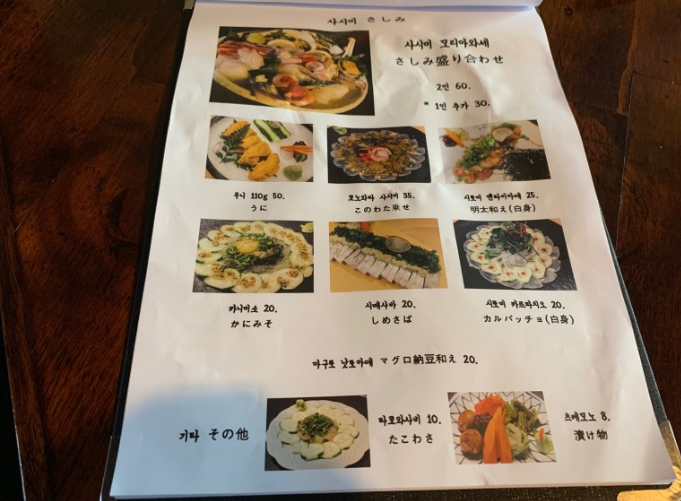 사시미 さしみ
사시미 모리아와세
さしみ盛り合わせ
2인 60.
1인 추가 30.
우니 110g 50.
うに
코노와타 사시미 35.
このわた乗せ
시로미 멘타이아에 25.
明太和え(白身)
카니미소 20.
かにみそ
시메사바 20.
しめさば
시로미 카르파치오 20.
カルパッチョ(白身)
마구로 낫토아에 マグロ納豆和え 20.
기타 その他
타코와사비 10.
たこわさ
츠케모노 8.
漬け物